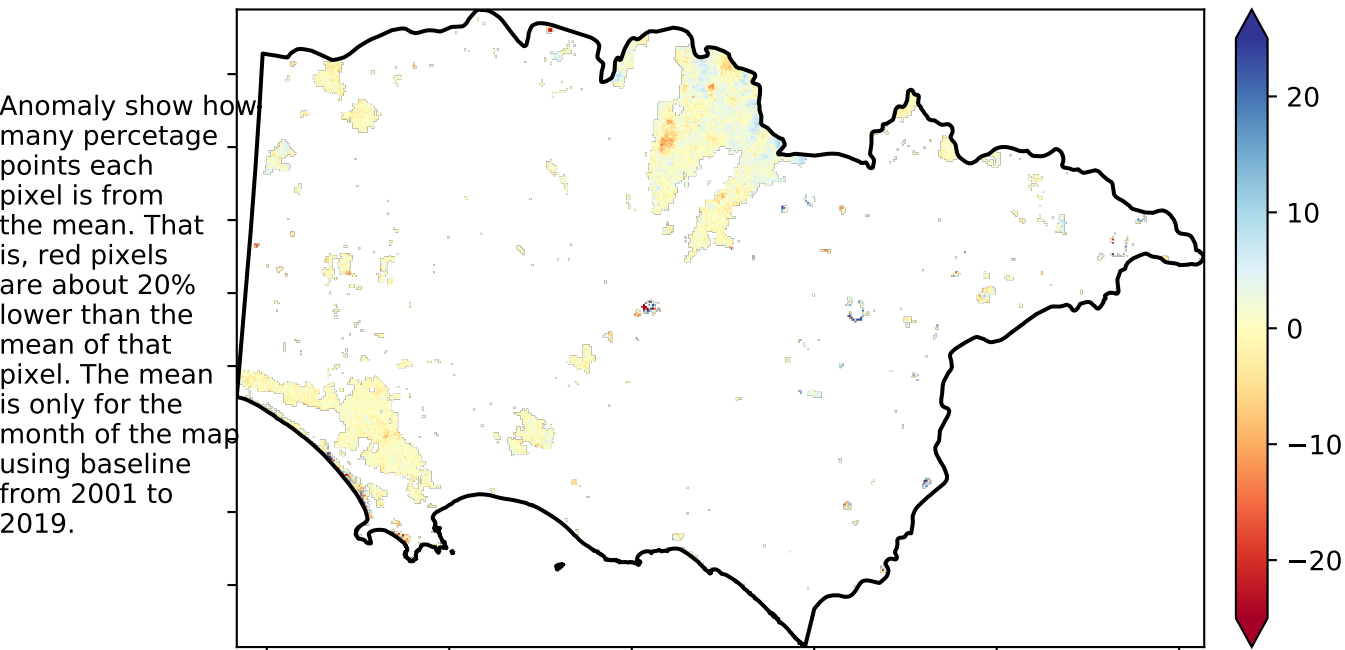 Anomaly show how
many percetage
points each
pixel is from
the mean. That
is, red pixels
are about 20%
lower than the
mean of that
pixel. The mean
is only for the
month of the map
using baseline
from 2001 to
2019.
20
10
0
−10
−20